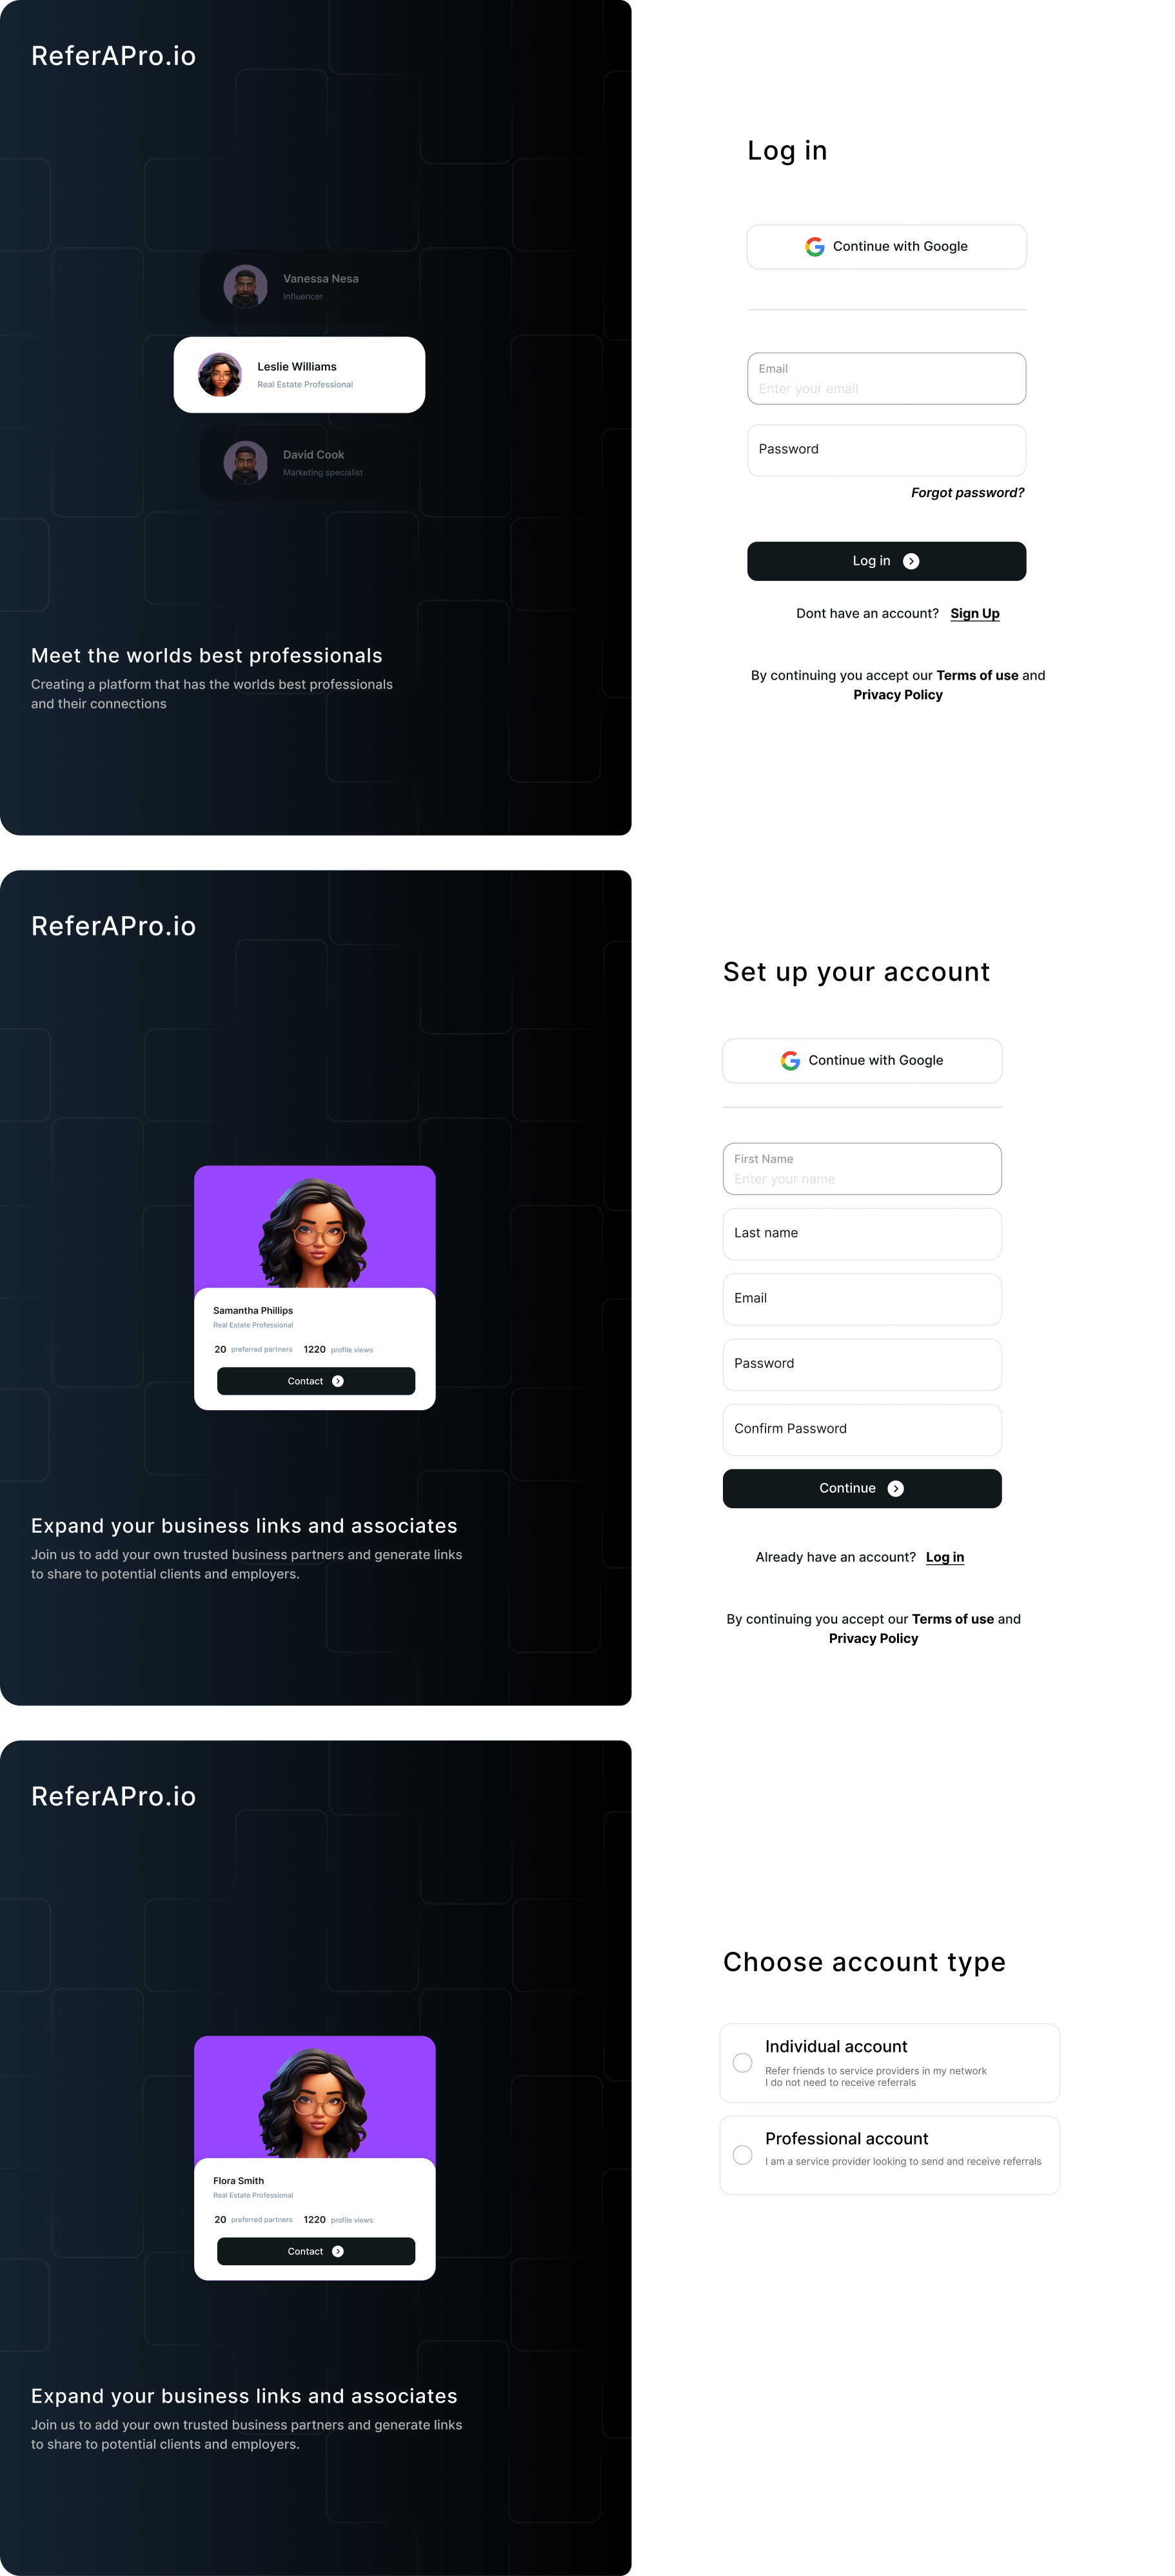 ReferAPro.io
Vanessa Nesa
Influencer
Leslie Williams
Real Estate Professional
David Cook
Marketing specialist
Meet the worlds best professionals
Creating a platform that has the worlds best professionals
and their connections
Log in
Continue with Google
Email
Enter your email
Password
Forgot password?
Log in
Dont have an account? Sign Up
By continuing you accept our Terms of use and
Privacy Policy
ReferAPro.io
Samantha Phillips
Real Estate Professional
20 preferred partners 1220 profile views
Contact
Expand your business links and associates
Join us to add your own trusted business partners and generate links
to share to potential clients and employers.
Set up your account
Continue with Google
First Name
Enter your name
Last name
Email
Password
Confirm Password
Continue
Already have an account? Log in
By continuing you accept our Terms of use and
Privacy Policy
ReferAPro.io
Flora Smith
Real Estate Professional
20 preferred partners 1220 profile views
Contact
Expand your business links and associates
Join us to add your own trusted business partners and generate links
to share to potential clients and employers.
Choose account type
Individual account
Refer friends to service providers in my network
I do not need to receive referrals
Professional account
I am a service provider looking to send and receive referrals